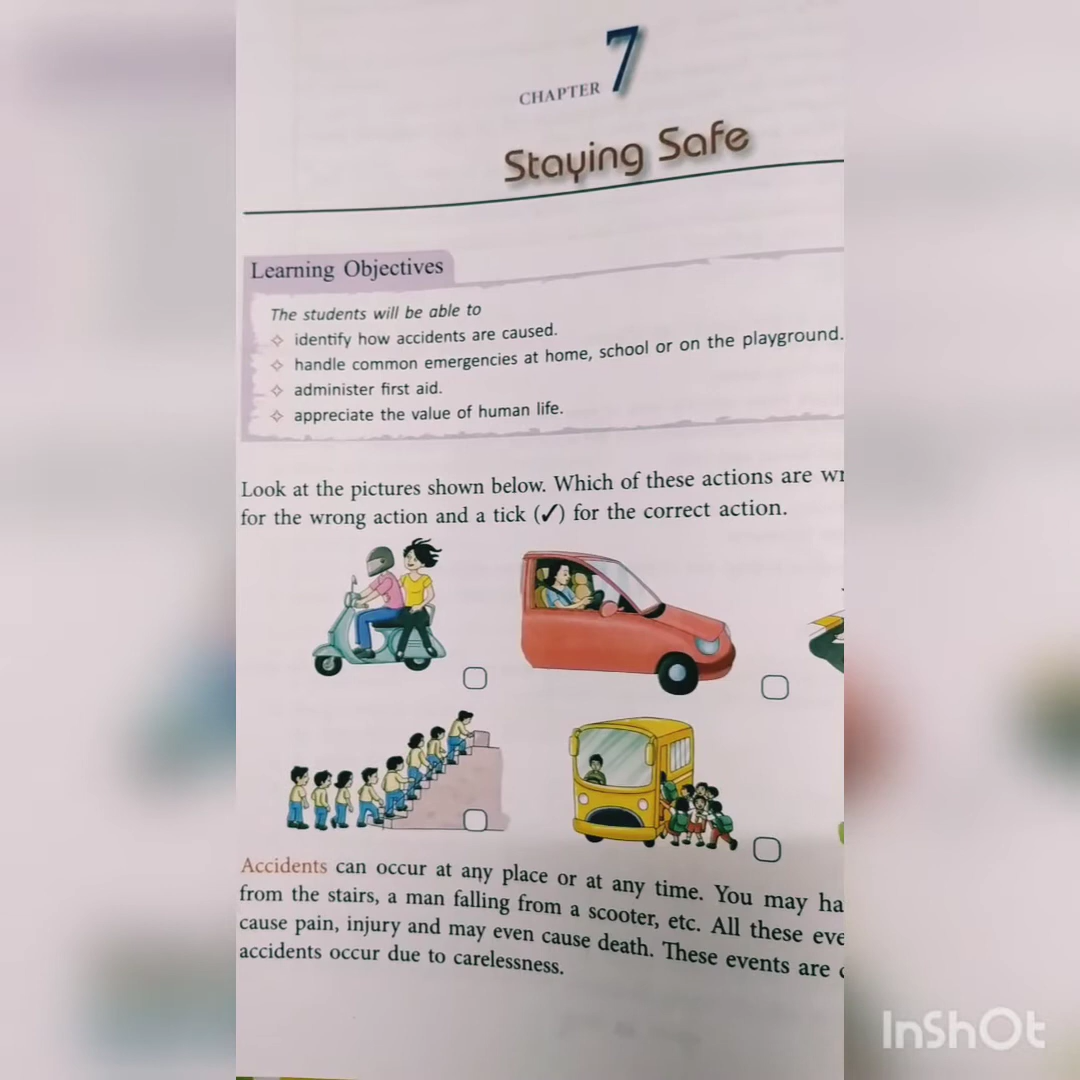 CHAPTER 7
Staying Safe
Learning Objectives
The students will be able to
✧ identify how accidents are caused.
✧ handle common emergencies at home, school or on the playground.
✧ administer first aid.
✧ appreciate the value of human life.
Look at the pictures shown below. Which of these actions are
for the wrong action and a tick (✓) for the correct action.
Accidents can occur at any place or at any time. You may
from the stairs, a man falling from a scooter, etc. All these
cause pain, injury and may even cause death. These events are
accidents occur due to carelessness.
InShOt